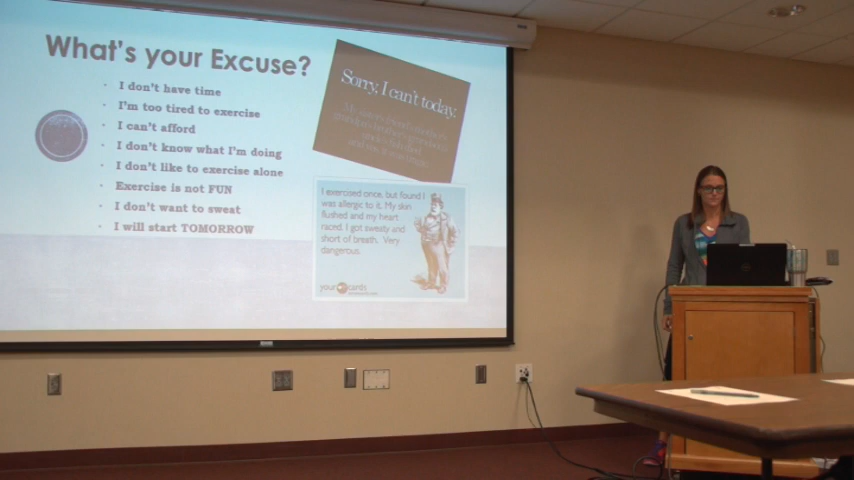 What's your Excuse?
I don't have time
I'm too tired to exercise
I can't afford
I don't know what I'm doing
I don't like to exercise alone
Exercise is not FUN
I don't want to sweat
I will start TOMORROW
Sorry, I can't today.
I exercised once, but found I
was allergic to it. My skin
flushed and my heart
raced. I got sweaty and
short of breath. Very
dangerous.
your cards